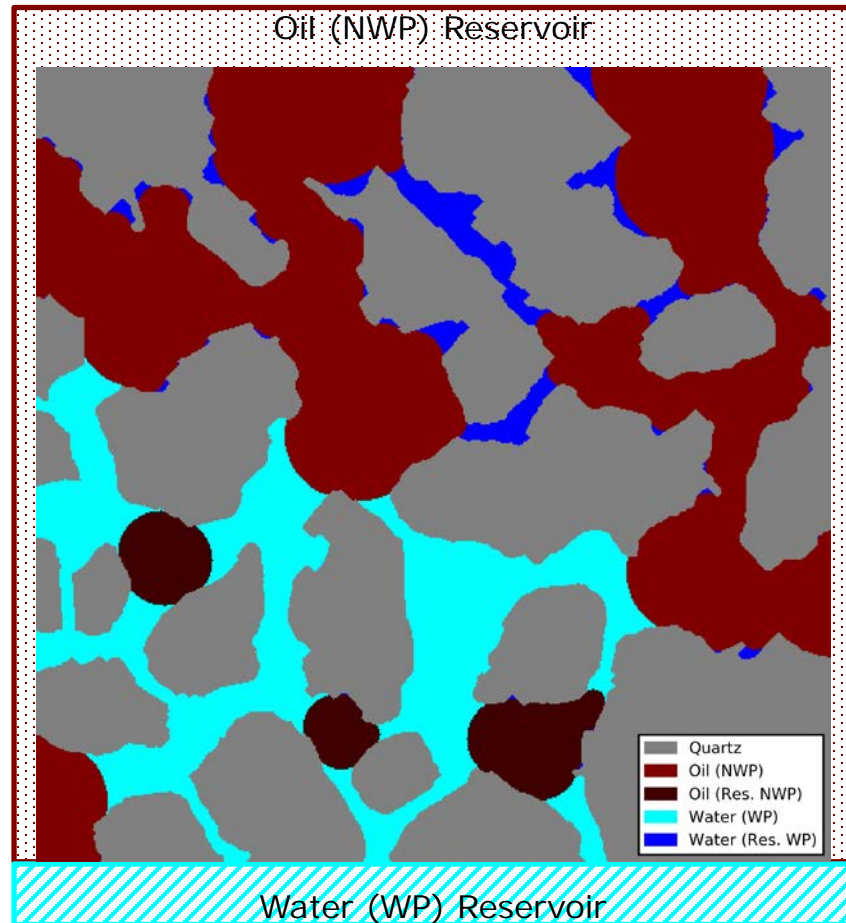 Oil (NWP) Reservoir
Quartz
Oil (NWP)
Oil (Res. NWP)
Water (WP)
Water (Res. WP)
Water (WP) Reservoir